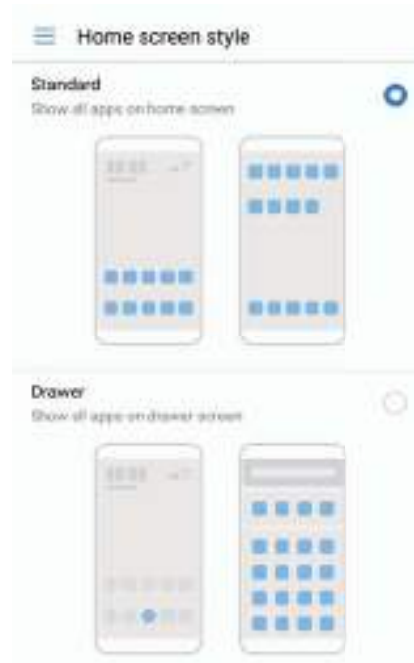 Home screen style
Standard
Show all apps on home screen
Drawer
Show all apps on drawer screen